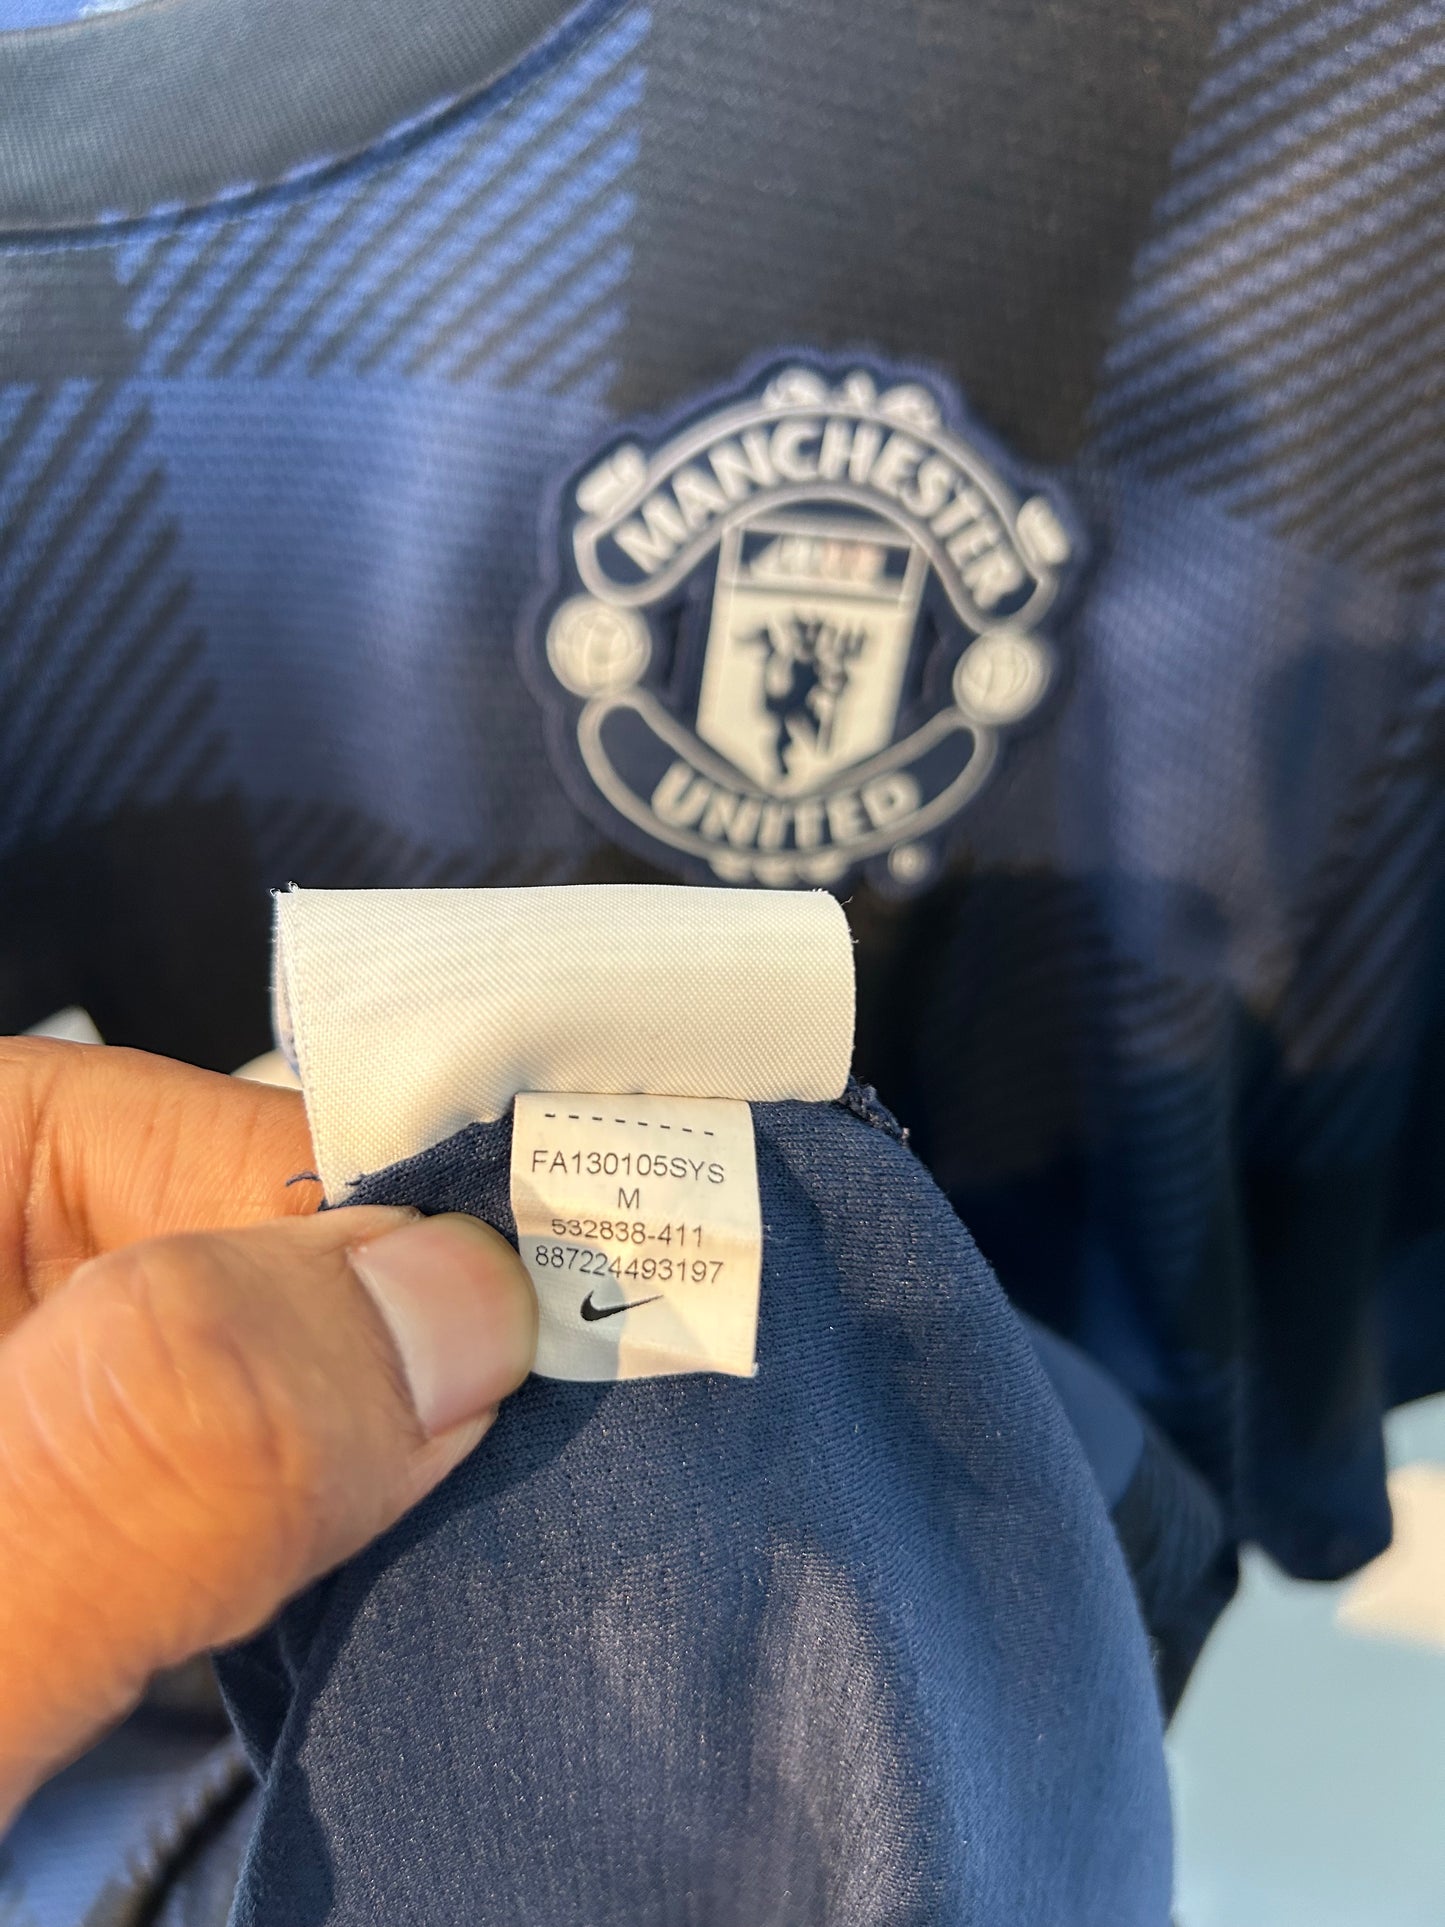 MANCHESTER
UNITED
FA130105SYS
M
532838-411
887224493197